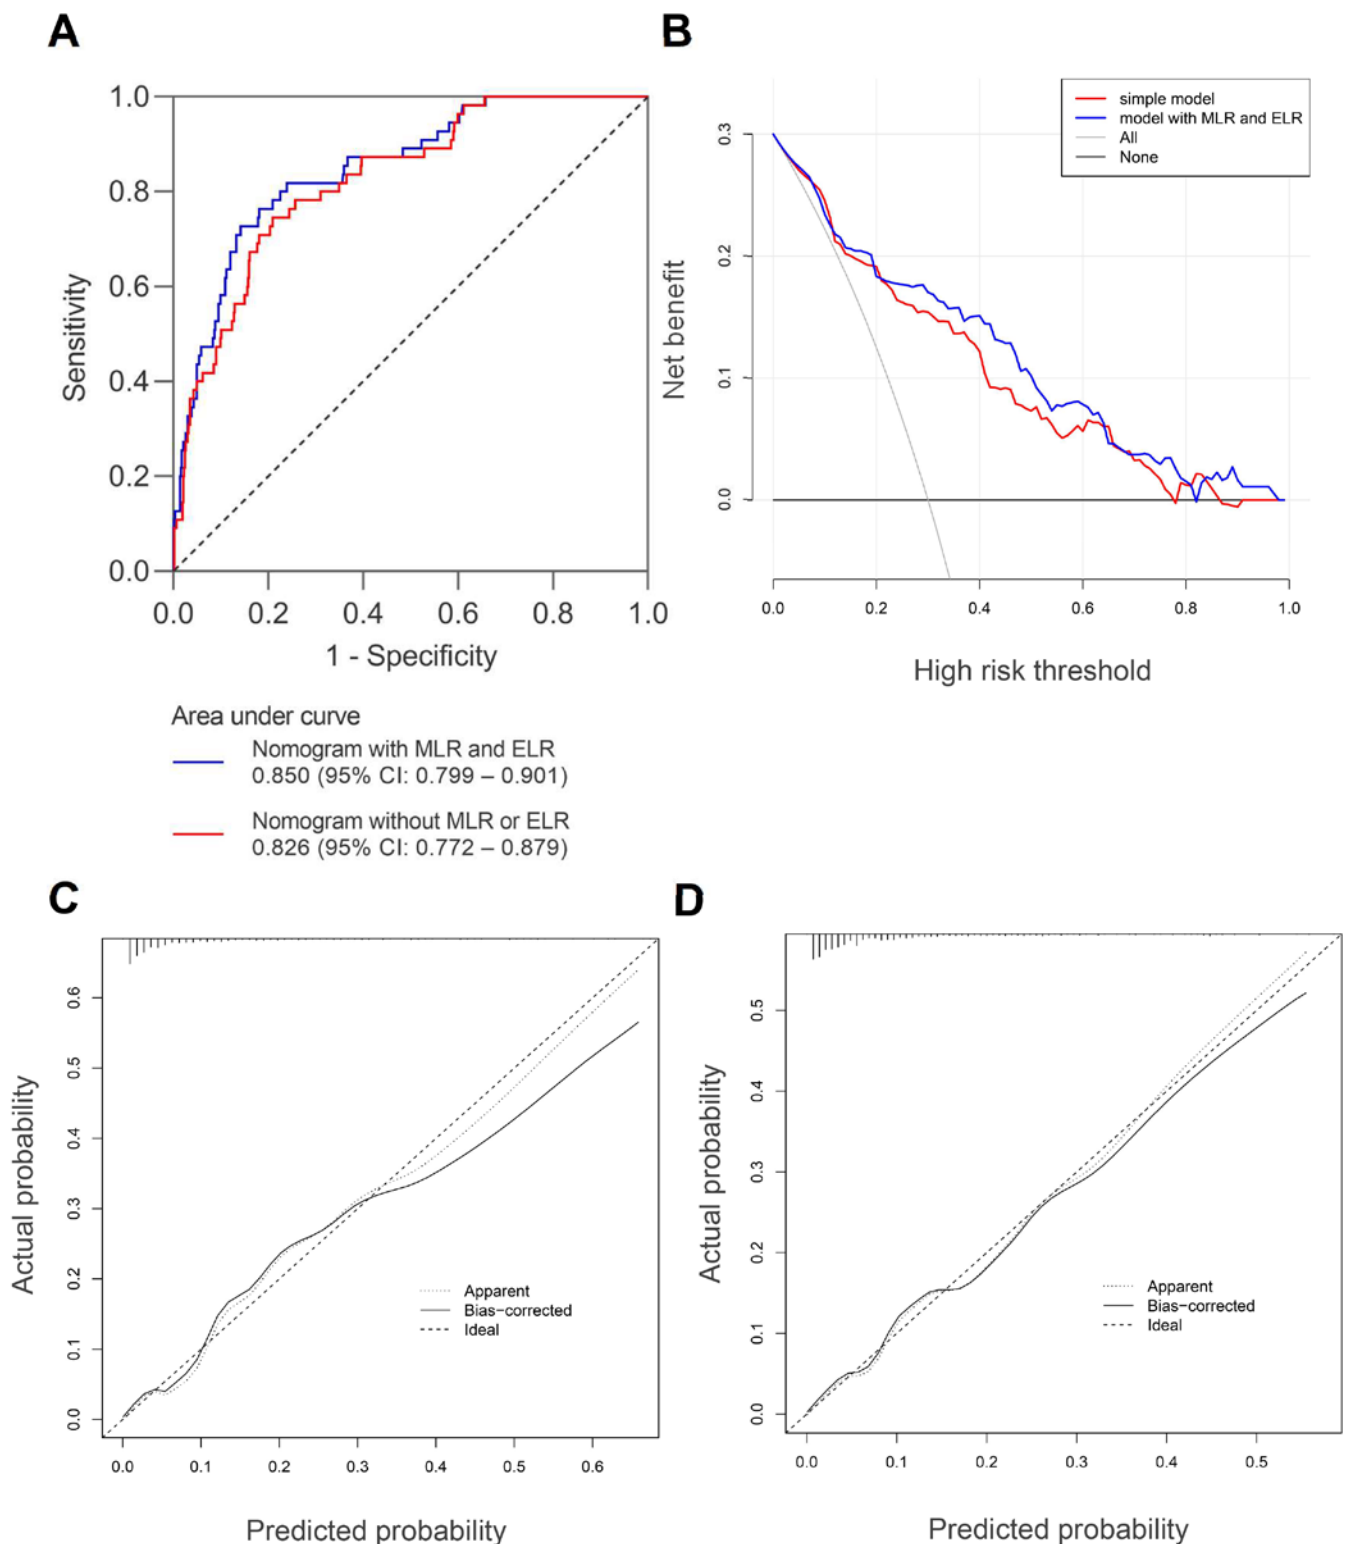 A
1.0
0.8
0.6
0.4
0.2
0.0
Sensitivity
0.0 0.2 0.4 0.6 0.8 1.0
1 - Specificity
Area under curve
Nomogram with MLR and ELR
0.850 (95% CI: 0.799 – 0.901)
Nomogram without MLR or ELR
0.826 (95% CI: 0.772 – 0.879)
B
simple model
model with MLR and ELR
All
None
0.3
0.2
0.1
0.0
Net benefit
0.0 0.2 0.4 0.6 0.8 1.0
High risk threshold
C
0.6
0.5
0.4
0.3
0.2
0.1
0.0
Actual probability
Apparent
Bias-corrected
Ideal
0.0 0.1 0.2 0.3 0.4 0.5 0.6
Predicted probability
D
0.5
0.4
0.3
0.2
0.1
0.0
Actual probability
Apparent
Bias-corrected
Ideal
0.0 0.1 0.2 0.3 0.4 0.5
Predicted probability